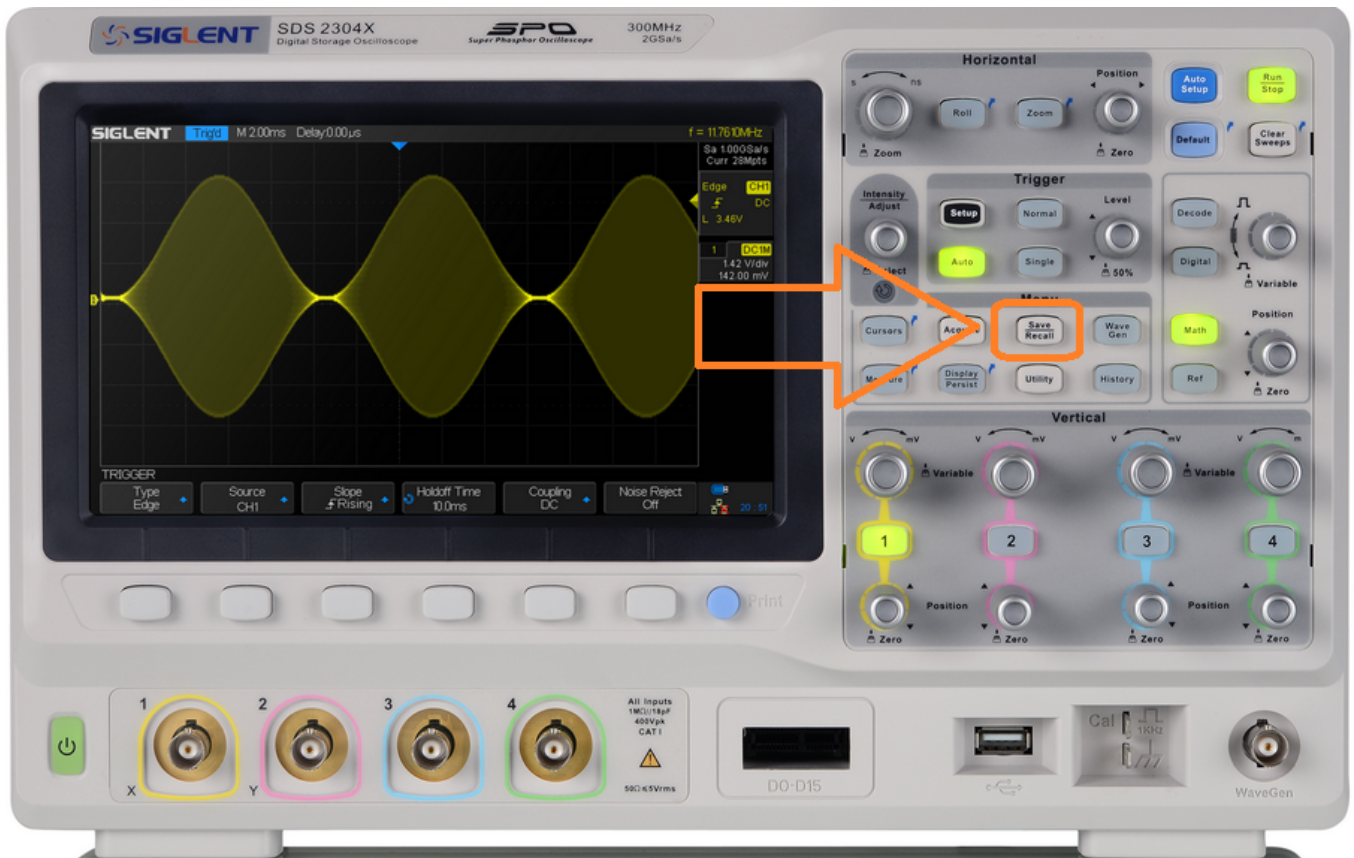 SIGLENT
SDS 2304X
Digital Storage Oscilloscope
SPO
Super Phosphor Oscilloscope
300MHz
2GSa/s
SIGLENT Trig'd M 2.00ms Delay:0.00µs f = 11.7610MHz
Sa 1.00GSa/s
Curr 28Mpts
Edge CH1
DC
L 3.46V
1 DC1M
1.42 V/div
142.00 mV
TRIGGER
Type
Edge
Source
CH1
Slope
Rising
Holdoff Time
10.0ms
Coupling
DC
Noise Reject
Off
20 : 51
Print
Horizontal
s ns
Roll
Zoom
Position
Zoom
Zero
Auto
Setup
Run
Stop
Default
Clear
Sweeps
Intensity
Adjust
Trigger
Setup
Normal
Level
Auto
Single
50%
Decode
Digital
Variable
Menu
Cursors
Save
Recall
Wave
Gen
Display
Persist
Utility
History
Math
Ref
Position
Zero
Vertical
V mV V mV V mV V m
Variable
Variable
1
2
3
4
Position
Position
Zero
Zero
Zero
Zero
1
2
3
4
X
Y
All Inputs
1MΩ//18pF
400Vpk
CAT I
50Ω≤5Vrms
D0-D15
Cal
1KHz
WaveGen